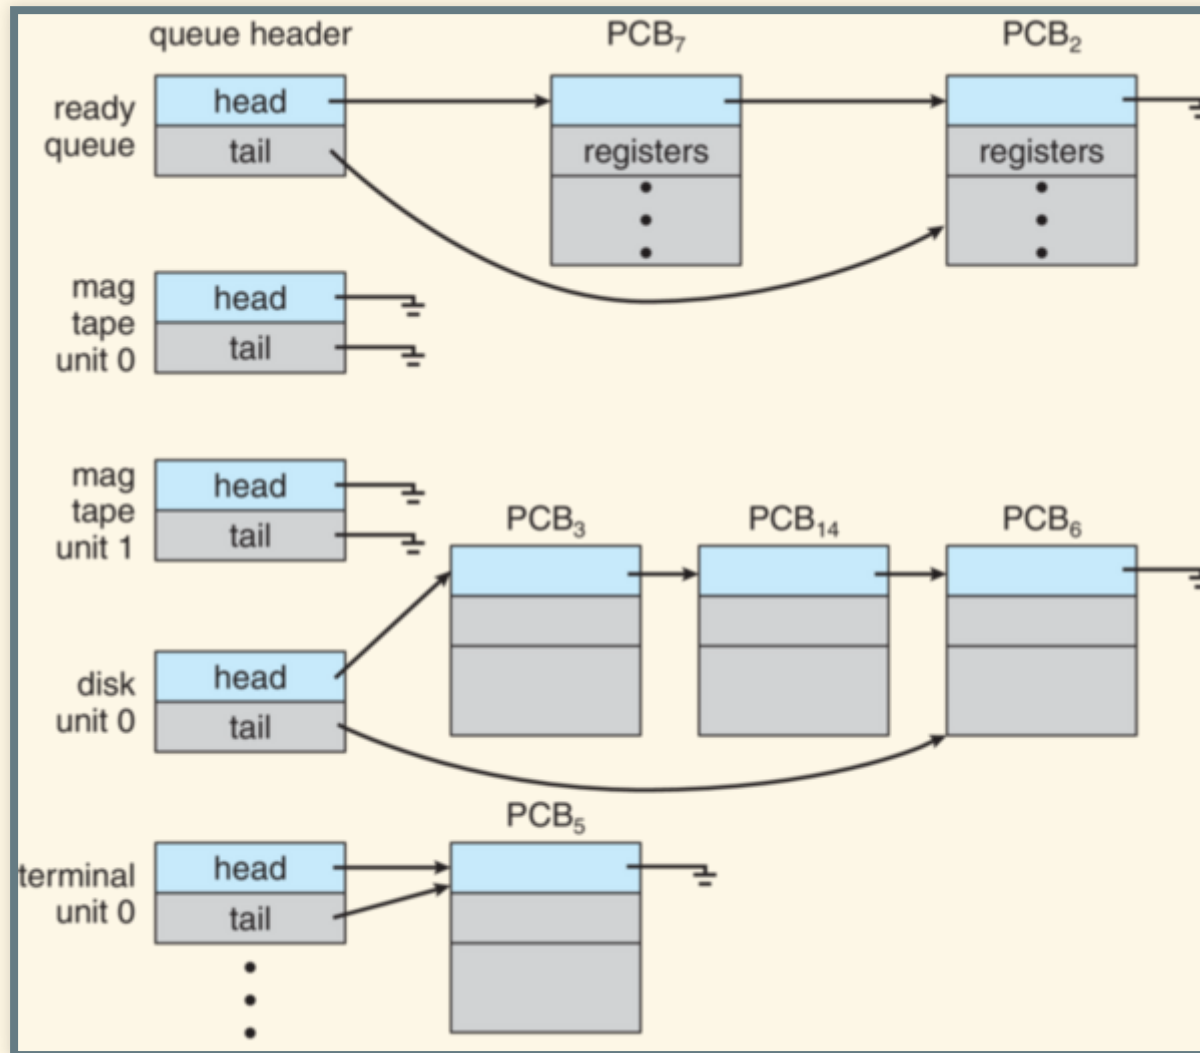 queue header
PCB₇
PCB₂
ready
queue
head
tail
registers
registers
mag
tape
unit 0
head
tail
mag
tape
unit 1
head
tail
PCB₃
PCB₁₄
PCB₆
disk
unit 0
head
tail
PCB₅
terminal
unit 0
head
tail